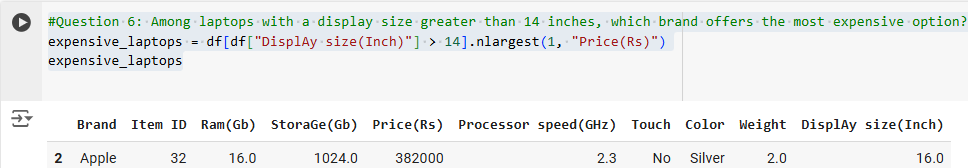 #Question 6: Among laptops with a display size greater than 14 inches, which brand offers the most expensive option?
expensive_laptops = df[df["DisplAy size(Inch)"] > 14].nlargest(1, "Price(Rs)")
expensive_laptops
Brand Item ID Ram(Gb) StoraGe(Gb) Price(Rs) Processor speed(GHz) Touch Color Weight DisplAy size(Inch)
2 Apple 32 16.0 1024.0 382000 2.3 No Silver 2.0 16.0